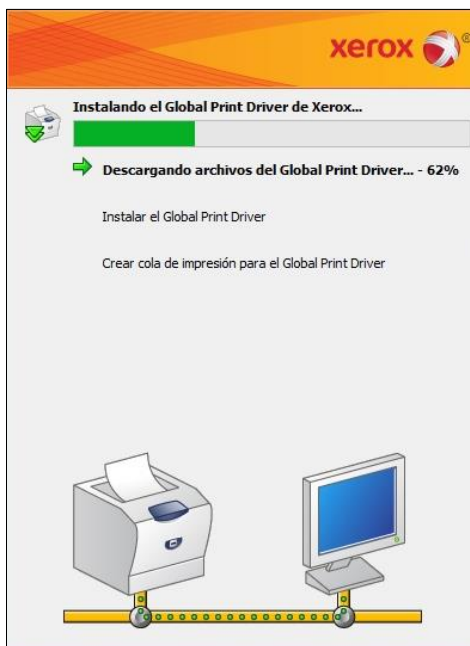 xerox ®
Instalando el Global Print Driver de Xerox...
Descargando archivos del Global Print Driver... - 62%
Instalar el Global Print Driver
Crear cola de impresión para el Global Print Driver